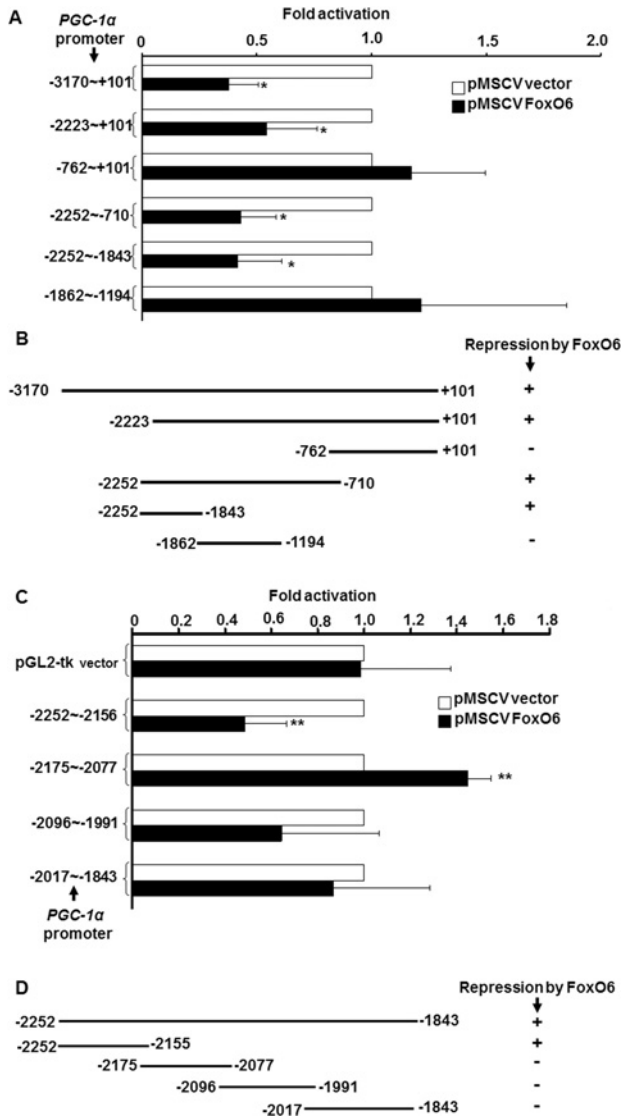 A
Fold activation
PGC-1α
promoter
0 0.5 1.0 1.5 2.0
-3170~+101
*
pMSCV vector
pMSCV FoxO6
-2223~+101
*
-762~+101
-2252~-710
*
-2252~-1843
*
-1862~-1194
B
Repression by FoxO6
-3170 +101 +
-2223 +101 +
-762 +101 -
-2252 -710 +
-2252 -1843 +
-1862 -1194 -
C
Fold activation
0 0.2 0.4 0.6 0.8 1.0 1.2 1.4 1.6 1.8
pGL2-tk vector
pMSCV vector
pMSCV FoxO6
-2252~-2156
**
-2175~-2077
**
-2096~-1991
-2017~-1843
PGC-1α
promoter
D
Repression by FoxO6
-2252 -1843 +
-2252 -2155 +
-2175 -2077 -
-2096 -1991 -
-2017 -1843 -